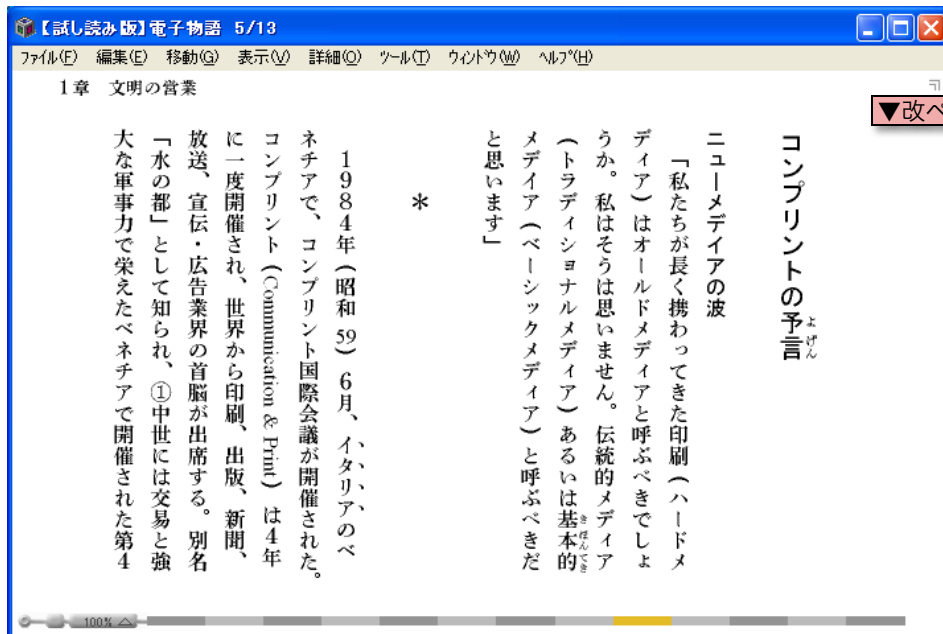 【試し読み版】電子物語 5/13
ファイル(F) 編集(E) 移動(G) 表示(V) 詳細(O) ツール(T) ウィンドウ(W) ヘルプ(H)
1章 文明の営業
▼改ペ
コンプリントの予言
よげん
ニューメデイアの波
「私たちが長く携わってきた印刷(ハードメ
ディア)はオールドメディアと呼ぶべきでしょ
うか。私はそうは思いません。伝統的メディア
(トラディショナルメディア)あるいは基本的
きほんてき
メデイア(ベーシックメディア)と呼ぶべきだ
と思います」
*
1984年(昭和59)6月、イタリアのベ
ネチアで、コンプリント国際会議が開催された。
コンプリント(Communication & Print)は4年
に一度開催され、世界から印刷、出版、新聞、
放送、宣伝・広告業界の首脳が出席する。別名
「水の都」として知られ、①中世には交易と強
大な軍事力で栄えたベネチアで開催された第4
100%